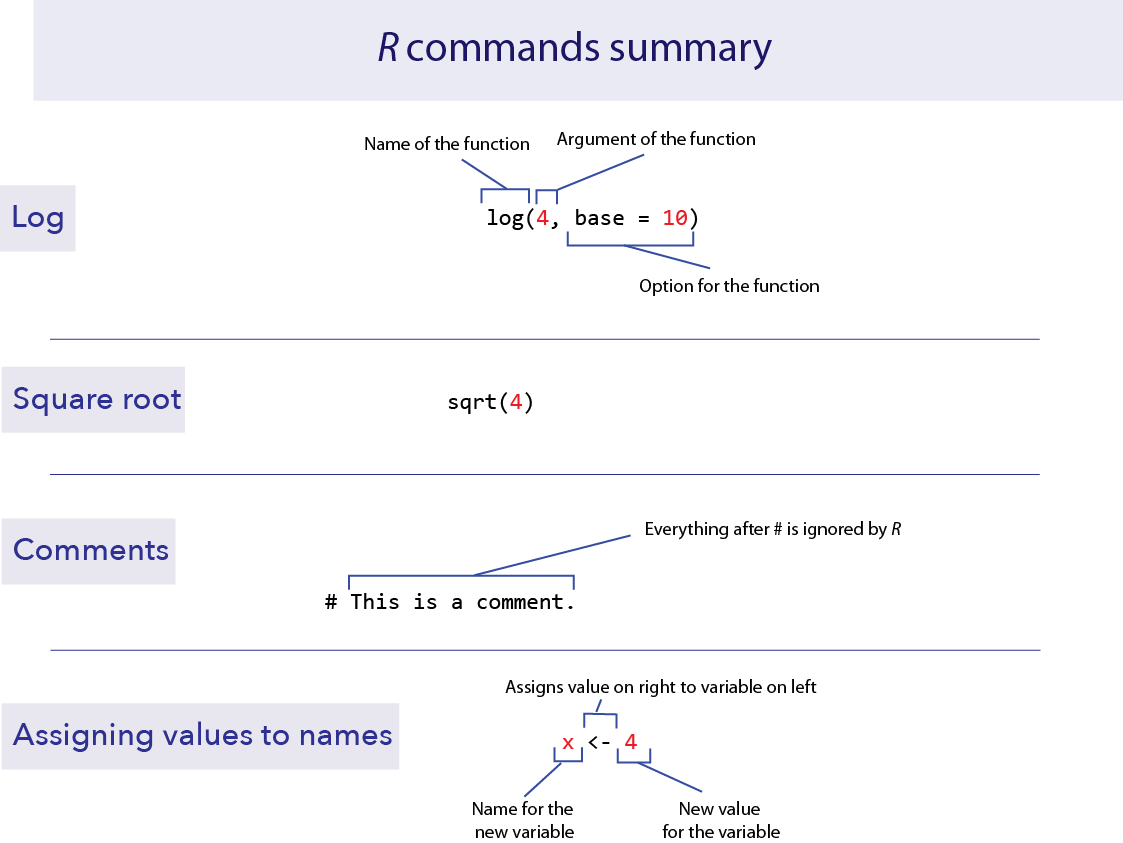 R commands summary
Name of the function
Argument of the function
Log
log(4, base = 10)
Option for the function
Square root
sqrt(4)
Everything after # is ignored by R
Comments
# This is a comment.
Assigns value on right to variable on left
Assigning values to names
x <- 4
Name for the
new variable
New value
for the variable